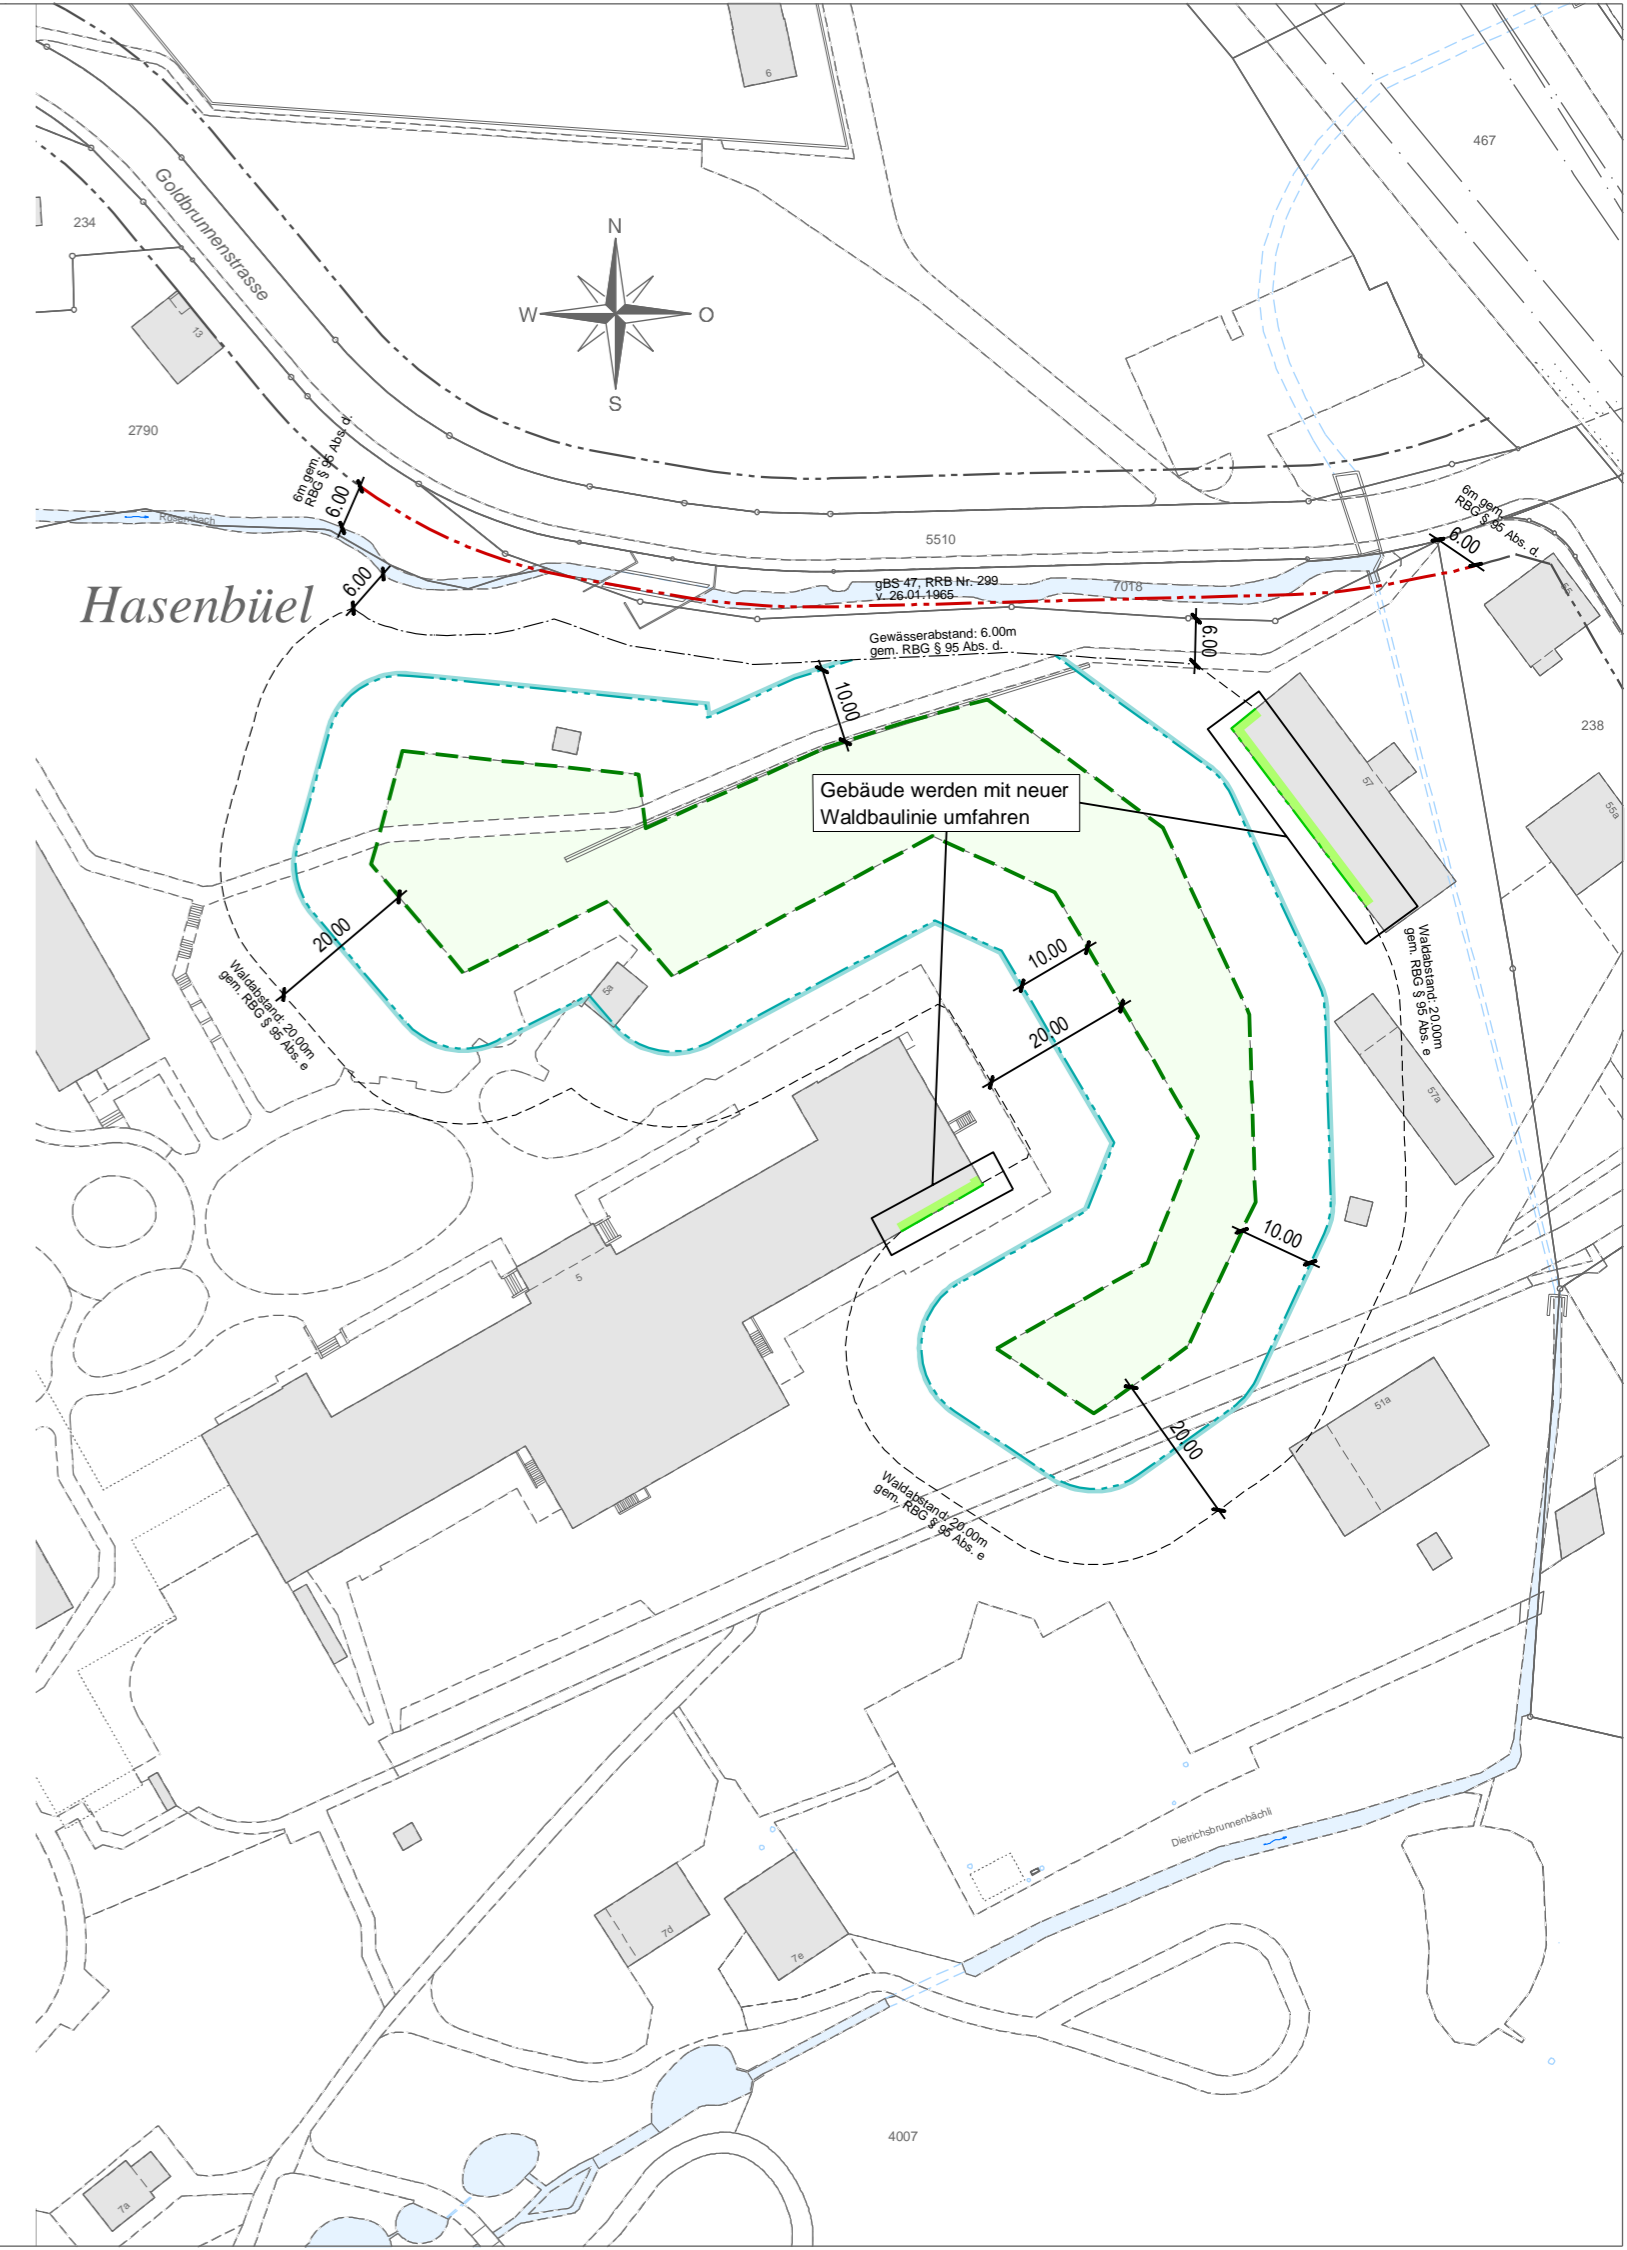 6
467
Goldbrunnenstrasse
234
N
W
O
S
13
2790
6m gem.
RBG § 95 Abs. d.
6.00
6m gem.
RBG § 95 Abs. d.
6.00
5510
6.00
gBS 47, RRB Nr. 299
v. 26.01.1965
7018
Hasenbüel
Gewässerabstand: 6.00m
gem. RBG § 95 Abs. d.
6.00
10.00
238
57
55a
Gebäude werden mit neuer
Waldbaulinie umfahren
20.00
Waldabstand: 20.00m
gem. RBG § 95 Abs. e
10.00
Waldabstand: 20.00m
gem. RBG § 95 Abs. e
5a
20.00
57a
10.00
5
51a
20.00
Waldabstand: 20.00m
gem. RBG § 95 Abs. e
Dietrichsbrunnenbächli
7d
7e
4007
7a